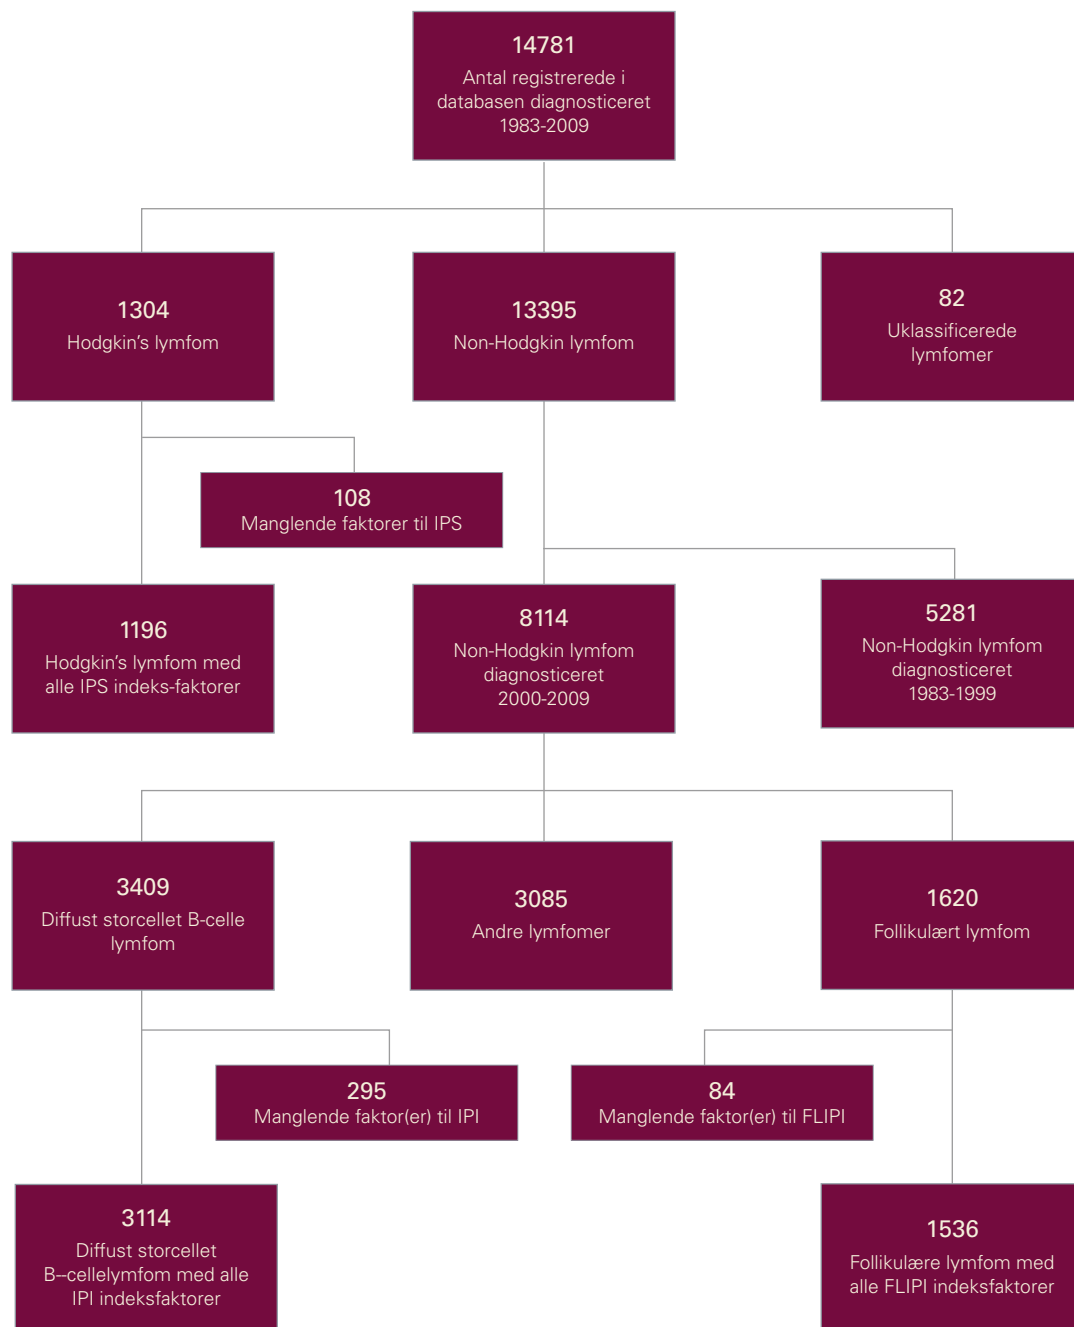 14781
Antal registrerede i
databasen diagnosticeret
1983-2009
1304
Hodgkin's lymfom
13395
Non-Hodgkin lymfom
82
Uklassificerede
lymfomer
108
Manglende faktorer til IPS
1196
Hodgkin's lymfom med
alle IPS indeks-faktorer
8114
Non-Hodgkin lymfom
diagnosticeret
2000-2009
5281
Non-Hodgkin lymfom
diagnosticeret
1983-1999
3409
Diffust storcellet B-celle
lymfom
3085
Andre lymfomer
1620
Follikulært lymfom
295
Manglende faktor(er) til IPI
84
Manglende faktor(er) til FLIPI
3114
Diffust storcellet
B--cellelymfom med alle
IPI indeksfaktorer
1536
Follikulære lymfom med
alle FLIPI indeksfaktorer